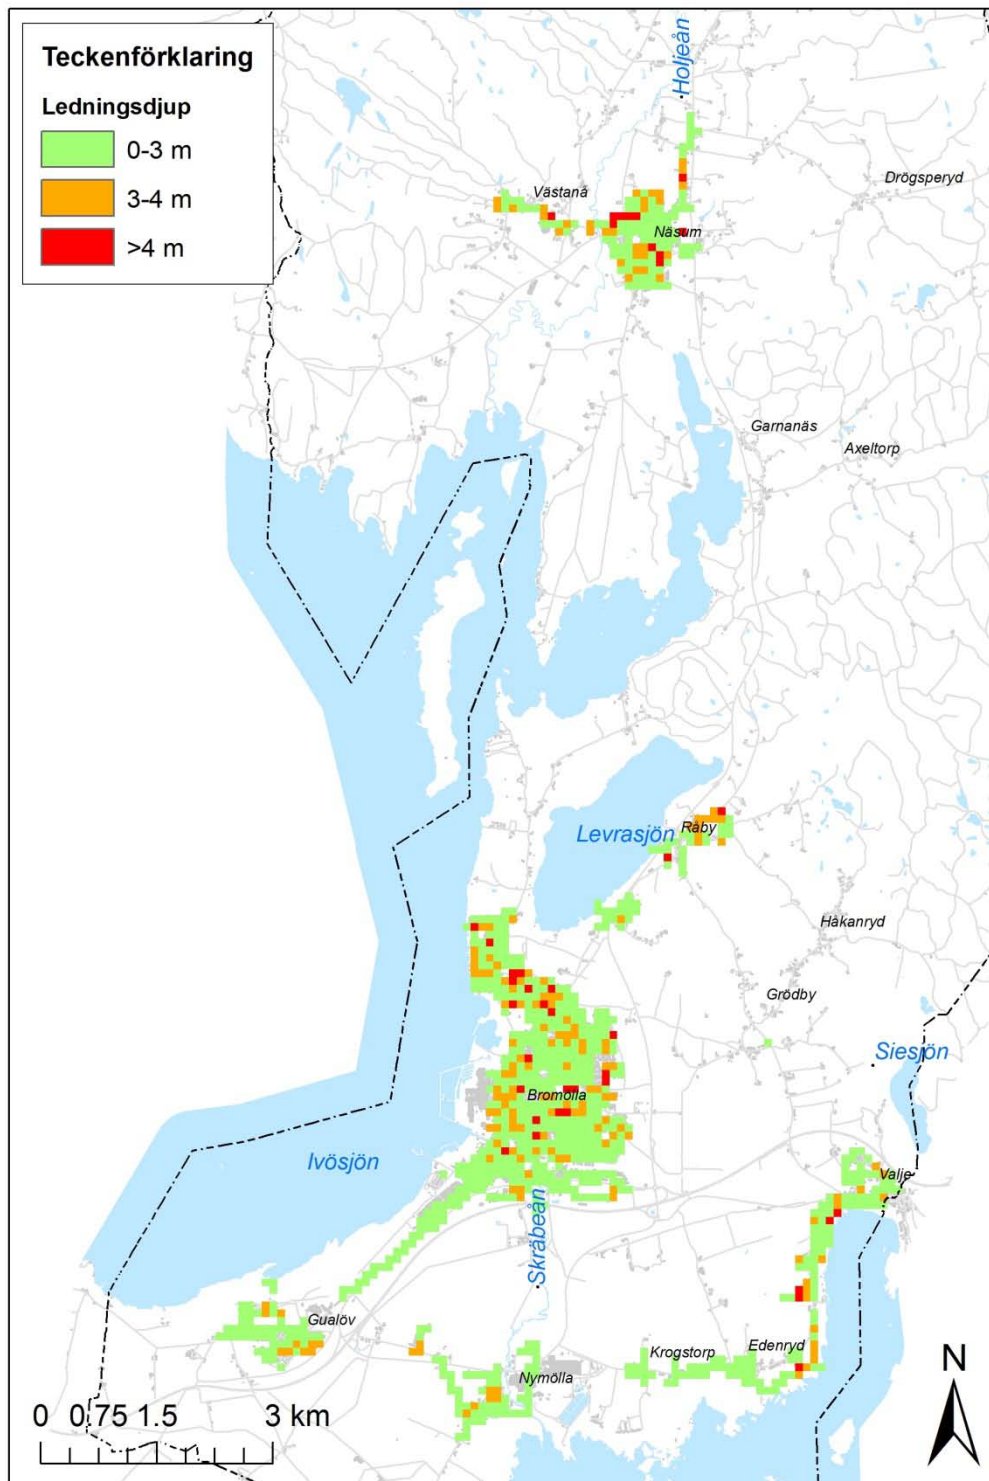 Teckenförklaring
Ledningsdjup
0-3 m
3-4 m
>4 m
Holjeån
Drögsperyd
Västanå
Näsum
Garnanäs
Axeltorp
Levrasjön
Råby
Håkanryd
Grödby
Siesjön
Bromölla
Ivösjön
Valje
Skräbeån
Gualöv
Krogstorp
Edenryd
Nymölla
N
0 0,75 1.5 3 km